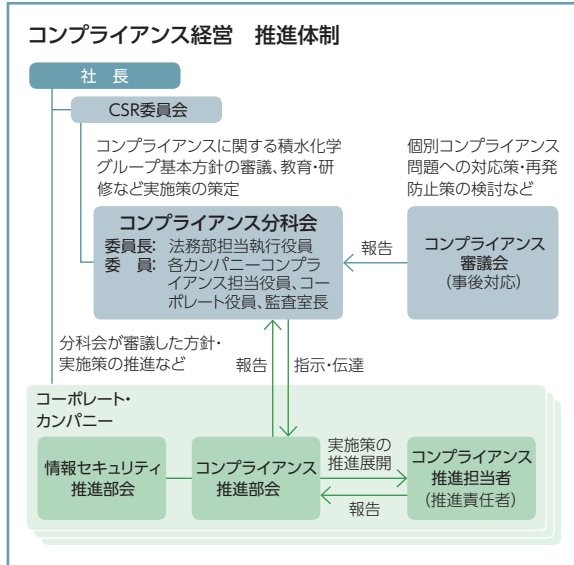 コンプライアンス経営　推進体制
社　長
CSR委員会
コンプライアンスに関する積水化学
グループ基本方針の審議、教育・研
修など実施策の策定
個別コンプライアンス
問題への対応策・再発
防止策の検討など
コンプライアンス分科会
委員長: 法務部担当執行役員
委　員: 各カンパニーコンプラ
イアンス担当役員、コー
ポレート役員、監査室長
報告
コンプライアンス
審議会
(事後対応)
分科会が審議した方針・
実施策の推進など
報告
指示・伝達
コーポレート・
カンパニー
情報セキュリティ
推進部会
コンプライアンス
推進部会
実施策の
推進展開
報告
コンプライアンス
推進担当者
(推進責任者)